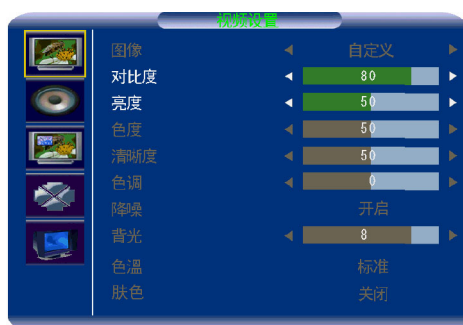 视频设置
图像 自定义
对比度 80
亮度 50
色度 50
清晰度 50
色调 0
降噪 开启
背光 8
色温 标准
肤色 关闭